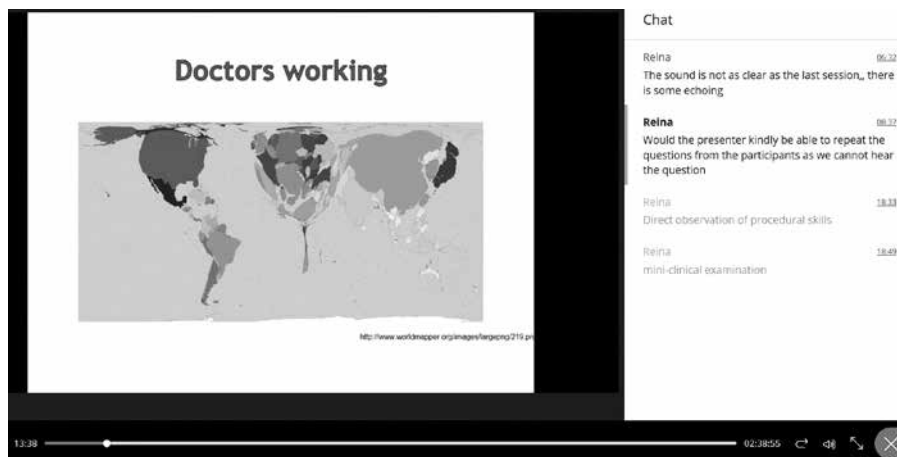 Doctors working
http://www.worldmapper.org/images/largepng/219.pn
13:38
02:38:55
Chat
Reina 06:32
The sound is not as clear as the last session,, there
is some echoing
Reina 08:37
Would the presenter kindly be able to repeat the
questions from the participants as we cannot hear
the question
Reina 18:33
Direct observation of procedural skills
Reina 18:49
mini-clinical examination